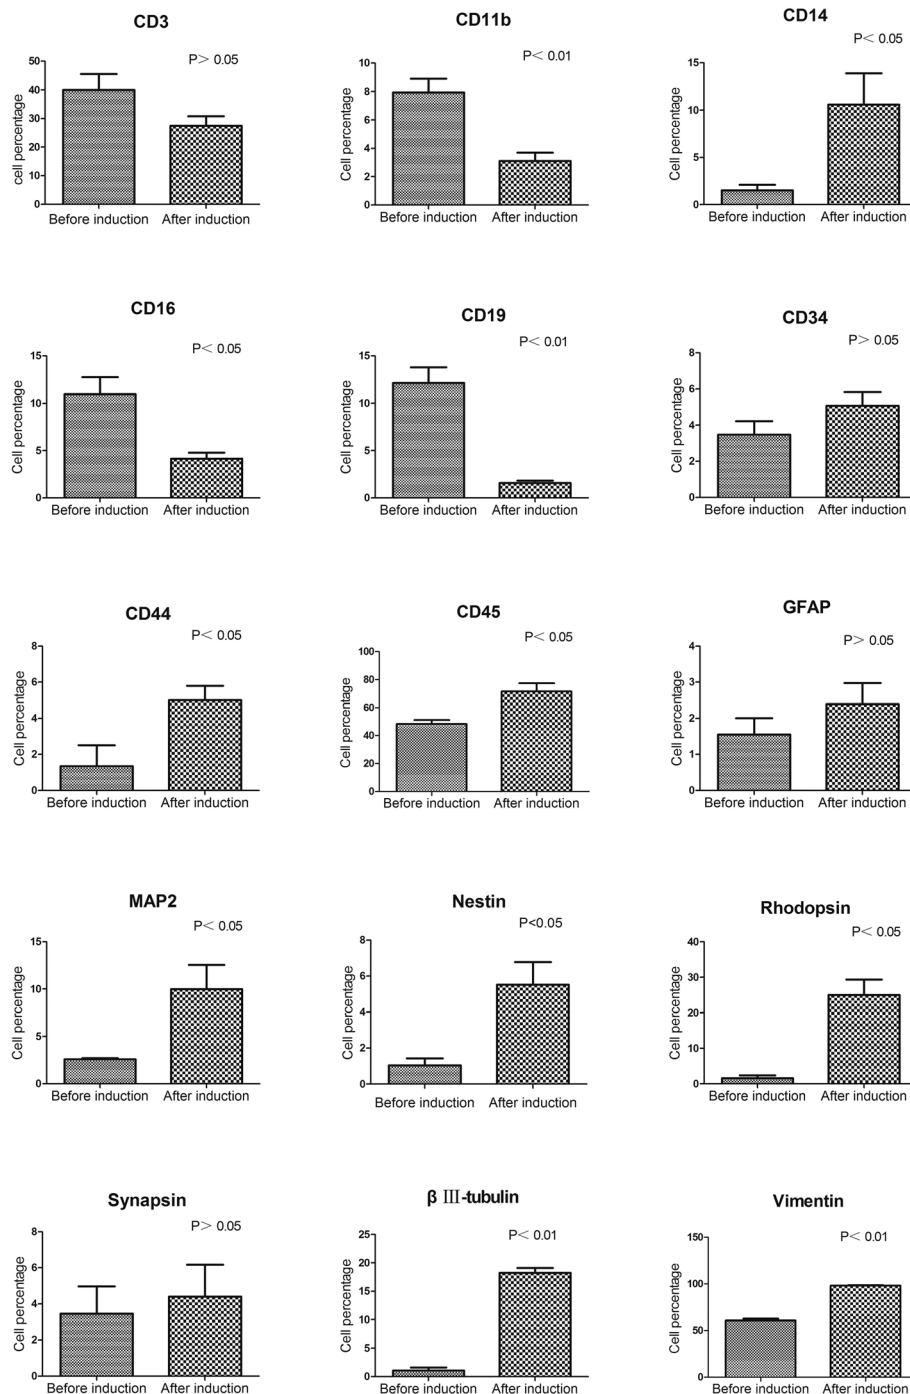 CD3
P> 0.05
cell percentage
50
40
30
20
10
0
Before induction
After induction
CD11b
P< 0.01
Cell percentage
10
8
6
4
2
0
Before induction
After induction
CD14
P< 0.05
Cell percentage
15
10
5
0
Before induction
After induction
CD16
P< 0.05
Cell percentage
15
10
5
0
Before induction
After induction
CD19
P< 0.01
Cell percentage
15
10
5
0
Before induction
After induction
CD34
P> 0.05
Cell percentage
8
6
4
2
0
Before induction
After induction
CD44
P< 0.05
Cell percentage
8
6
4
2
0
Before induction
After induction
CD45
P< 0.05
Cell percentage
100
80
60
40
20
0
Before induction
After induction
GFAP
P> 0.05
Cell percentage
4
3
2
1
0
Before induction
After induction
MAP2
P< 0.05
Cell percentage
15
10
5
0
Before induction
After induction
Nestin
P<0.05
Cell percentage
8
6
4
2
0
Before induction
After induction
Rhodopsin
P< 0.05
Cell percentage
40
30
20
10
0
Before induction
After induction
Synapsin
P> 0.05
Cell percentage
8
6
4
2
0
Before induction
After induction
β Ⅲ-tubulin
P< 0.01
Cell percentage
25
20
15
10
5
0
Before induction
After induction
Vimentin
P< 0.01
Cell percentage
150
100
50
0
Before induction
After induction